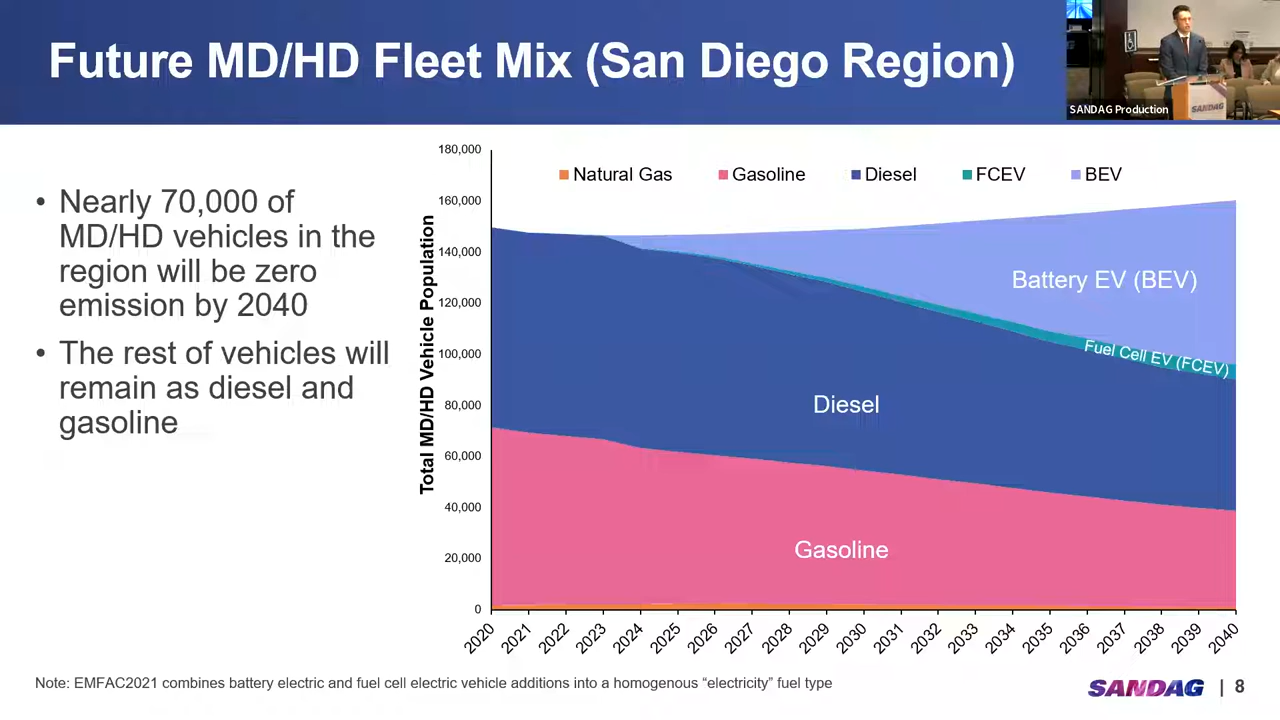 Future MD/HD Fleet Mix (San Diego Region)
SANDAG
SANDAG Production
• Nearly 70,000 of
MD/HD vehicles in the
region will be zero
emission by 2040
• The rest of vehicles will
remain as diesel and
gasoline
Total MD/HD Vehicle Population
180,000
160,000
140,000
120,000
100,000
80,000
60,000
40,000
20,000
0
Natural Gas Gasoline Diesel FCEV BEV
Battery EV (BEV)
Fuel Cell EV (FCEV)
Diesel
Gasoline
2020 2021 2022 2023 2024 2025 2026 2027 2028 2029 2030 2031 2032 2033 2034 2035 2036 2037 2038 2039 2040
Note: EMFAC2021 combines battery electric and fuel cell electric vehicle additions into a homogenous “electricity” fuel type
SANDAG | 8